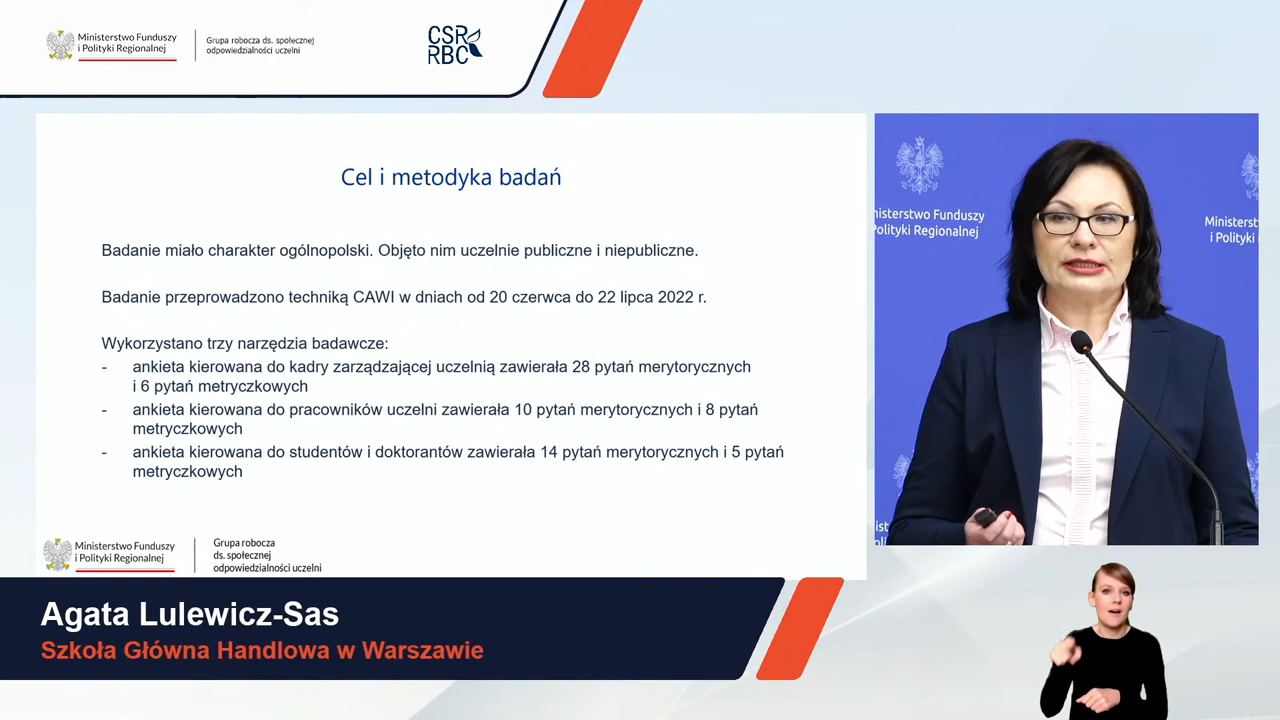 Ministerstwo Funduszy
i Polityki Regionalnej
Grupa robocza ds. społecznej
odpowiedzialności uczelni
CSR
RBC
Cel i metodyka badań
Badanie miało charakter ogólnopolski. Objęto nim uczelnie publiczne i niepubliczne.
Badanie przeprowadzono techniką CAWI w dniach od 20 czerwca do 22 lipca 2022 r.
Wykorzystano trzy narzędzia badawcze:
- ankieta kierowana do kadry zarządzającej uczelnią zawierała 28 pytań merytorycznych
i 6 pytań metryczkowych
- ankieta kierowana do pracowników uczelni zawierała 10 pytań merytorycznych i 8 pytań
metryczkowych
- ankieta kierowana do studentów i doktorantów zawierała 14 pytań merytorycznych i 5 pytań
metryczkowych
Ministerstwo Funduszy
i Polityki Regionalnej
Grupa robocza
ds. społecznej
odpowiedzialności uczelni
nisterstwo Funduszy
Polityki Regionalnej
Ministerst
i Polityki
Agata Lulewicz-Sas
Szkoła Główna Handlowa w Warszawie